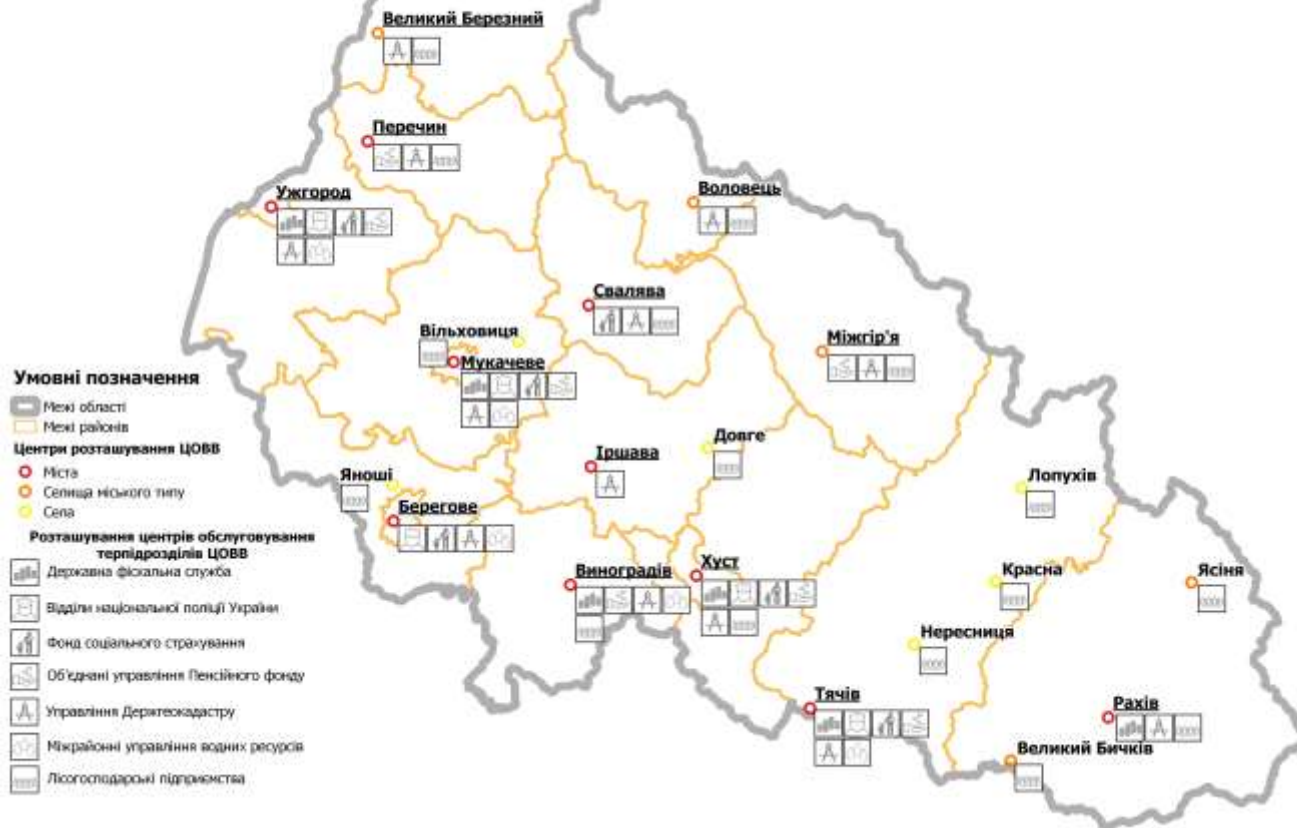 Великий Березний
Перечин
Ужгород
Воловець
Свалява
Вільховиця
Мукачеве
Міжгір'я
Умовні позначення
Межі області
Межі районів
Центри розташування ЦОВВ
Міста
Селища міського типу
Села
Розташування центрів обслуговування
терпідрозділів ЦОВВ
Державна фіскальна служба
Відділи національної поліції України
Фонд соціального страхування
Об'єднані управління Пенсійного фонду
Управління Держгеокадастру
Міжрайонні управління водних ресурсів
Лісогосподарські підприємства
Довге
Іршава
Лопухів
Яноші
Берегове
Виноградів
Хуст
Красна
Ясіня
Нересниця
Тячів
Рахів
Великий Бичків